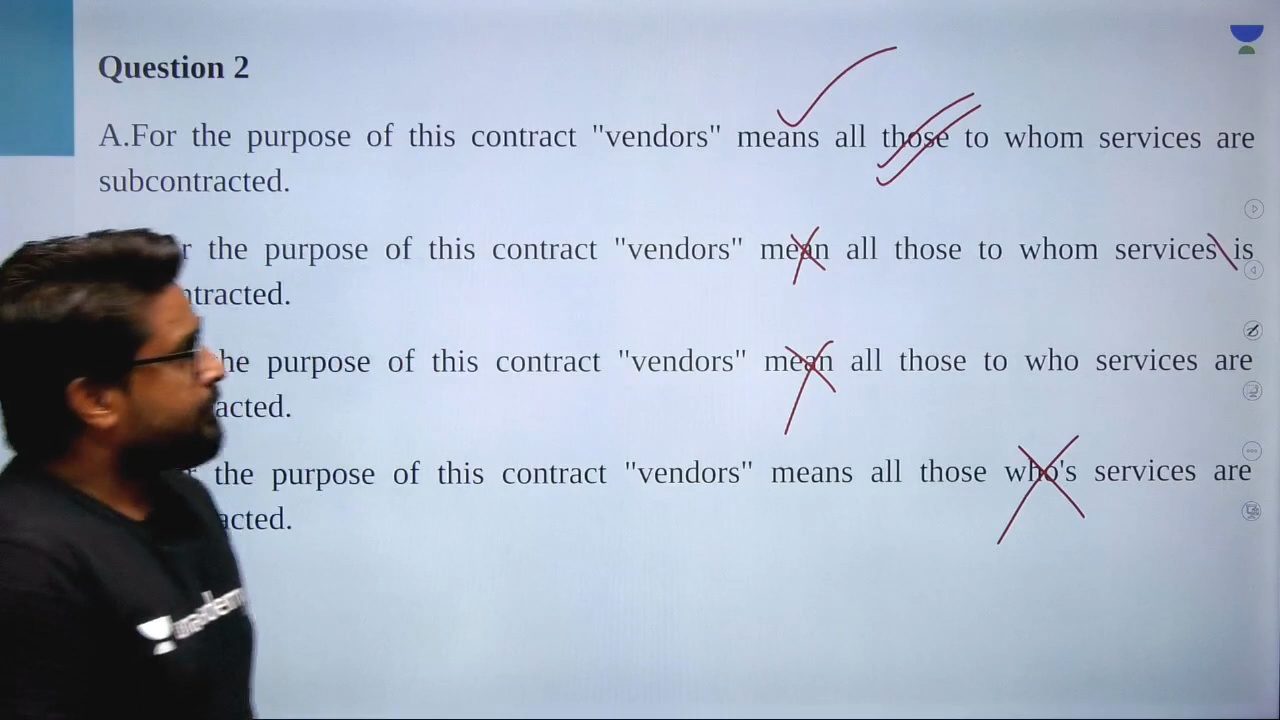 Question 2
A.For the purpose of this contract "vendors" means all those to whom services are
subcontracted.
r the purpose of this contract "vendors" mean all those to whom services is
ntracted.
he purpose of this contract "vendors" mean all those to who services are
acted.
the purpose of this contract "vendors" means all those who's services are
acted.